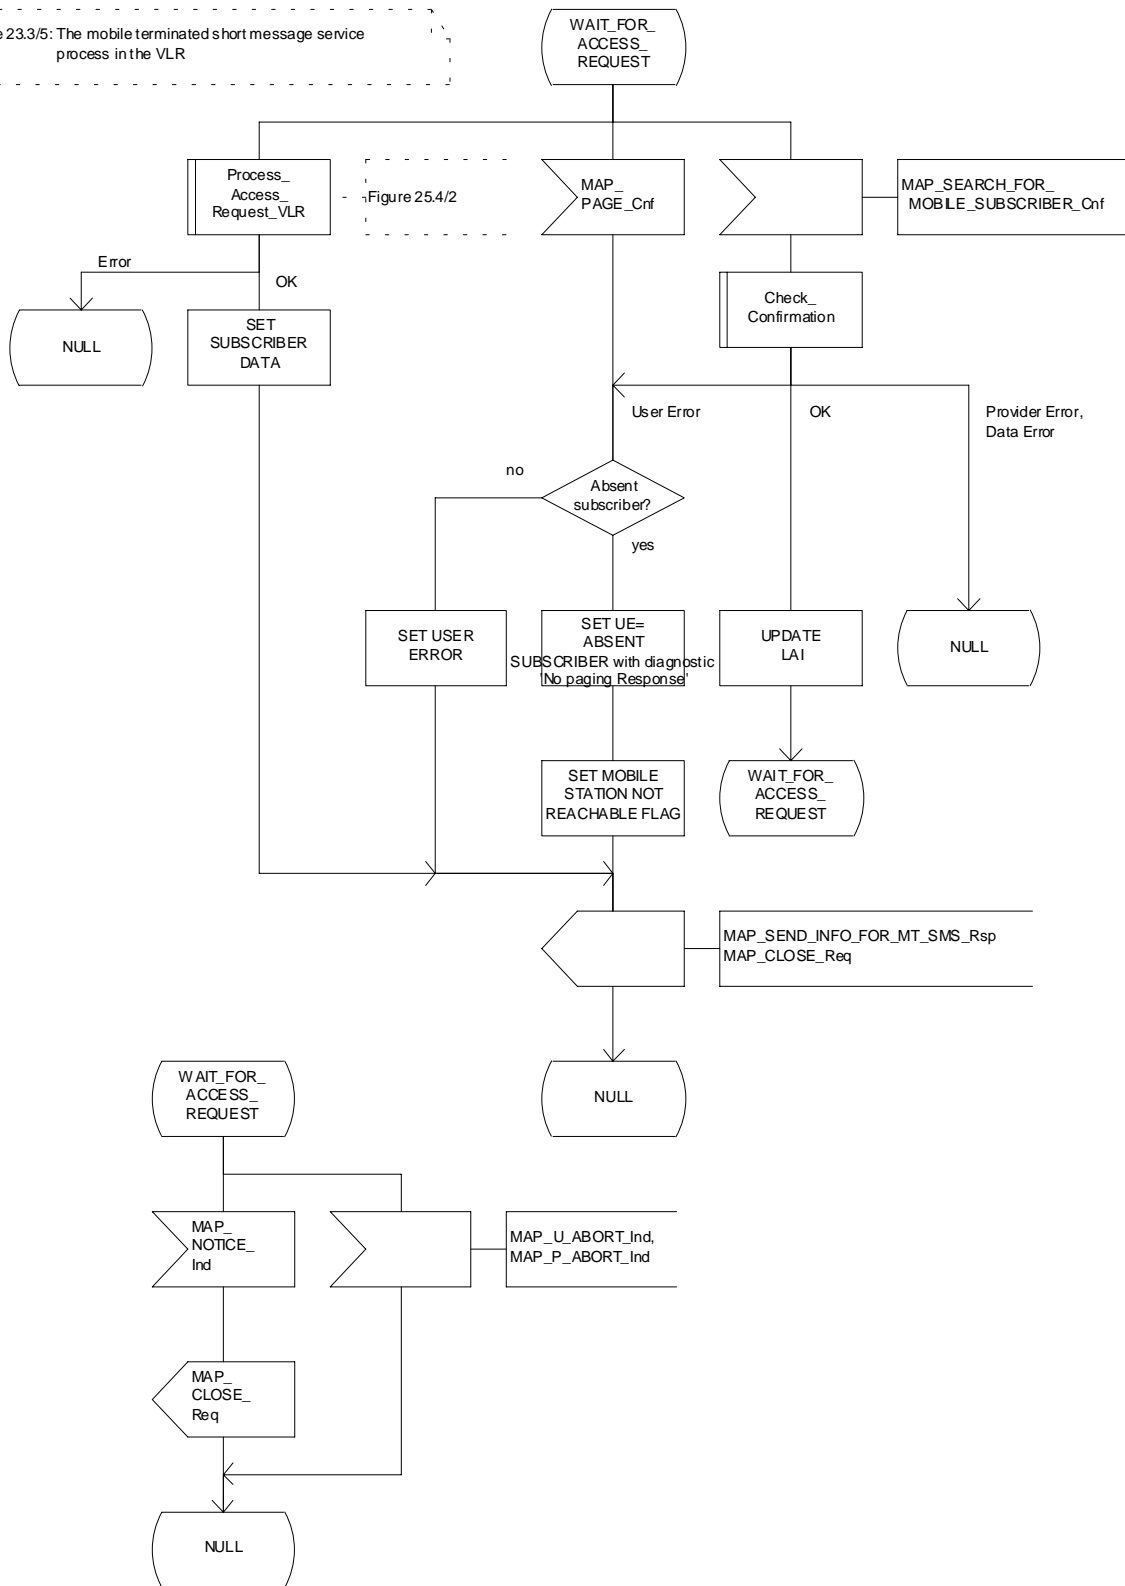 23.3/5: The mobile terminated short message service
process in the VLR
WAIT_FOR_
ACCESS_
REQUEST
Process_
Access_
Request_VLR
Figure 25.4/2
MAP_
PAGE_Cnf
MAP_SEARCH_FOR_
MOBILE_SUBSCRIBER_Cnf
Error
OK
NULL
SET
SUBSCRIBER
DATA
Check_
Confirmation
User Error
OK
Provider Error,
Data Error
no
Absent
subscriber?
yes
SET USER
ERROR
SET UE=
ABSENT
SUBSCRIBER with diagnostic
'No paging Response'
UPDATE
LAI
NULL
SET MOBILE
STATION NOT
REACHABLE FLAG
WAIT_FOR_
ACCESS_
REQUEST
MAP_SEND_INFO_FOR_MT_SMS_Rsp
MAP_CLOSE_Req
NULL
WAIT_FOR_
ACCESS_
REQUEST
MAP_
NOTICE_
Ind
MAP_U_ABORT_Ind,
MAP_P_ABORT_Ind
MAP_
CLOSE_
Req
NULL